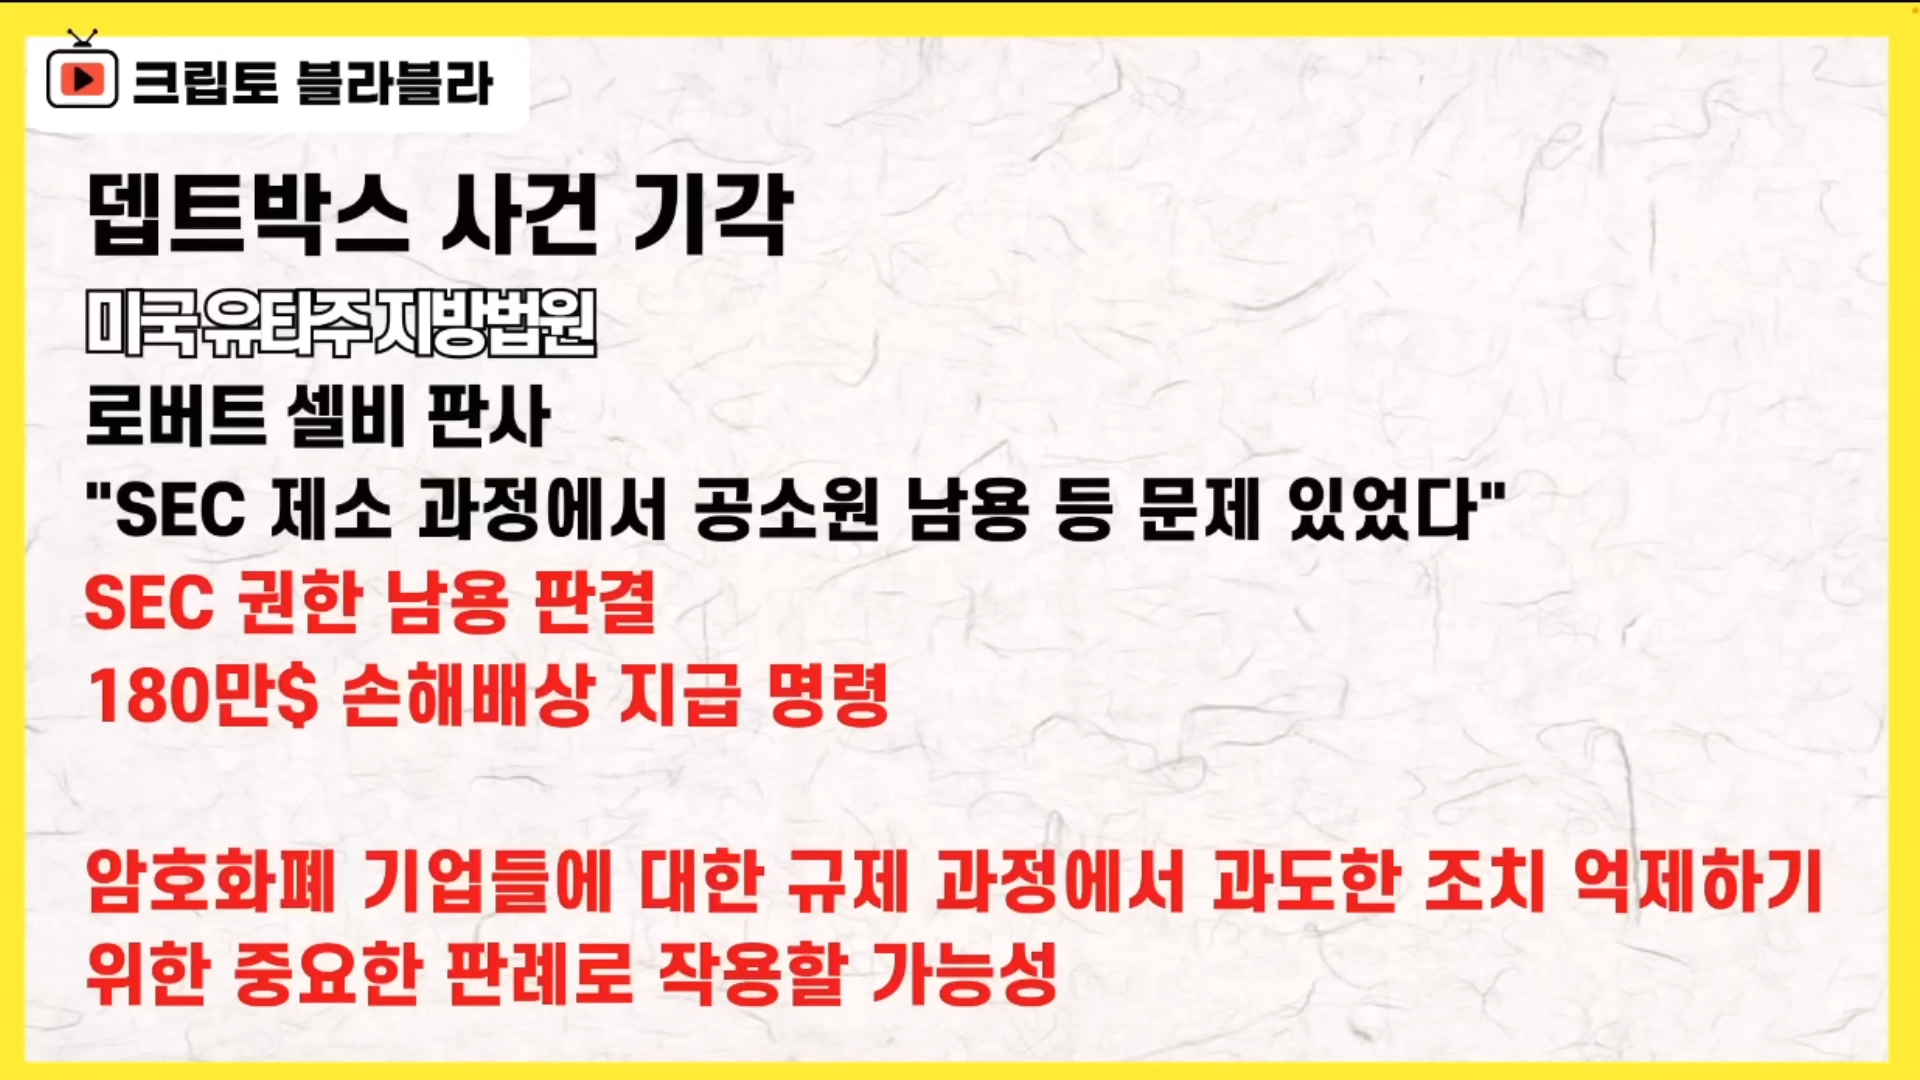 크립토 블라블라
뎁트박스 사건 기각
미국 유타주 지방법원
로버트 셀비 판사
"SEC 제소 과정에서 공소원 남용 등 문제 있었다"
SEC 권한 남용 판결
180만$ 손해배상 지급 명령
암호화폐 기업들에 대한 규제 과정에서 과도한 조치 억제하기
위한 중요한 판례로 작용할 가능성